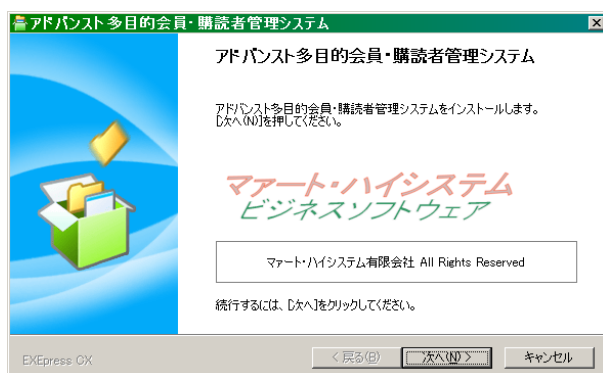 アドバンスト多目的会員・購読者管理システム
アドバンスト多目的会員・購読者管理システム
アドバンスト多目的会員・購読者管理システムをインストールします。
[次へ(N)]を押してください。
マァート・ハイシステム
ビジネスソフトウェア
マァート・ハイシステム有限会社 All Rights Reserved
続行するには、[次へ]をクリックしてください。
EXEpress CX
< 戻る(B) 次へ(N) > キャンセル